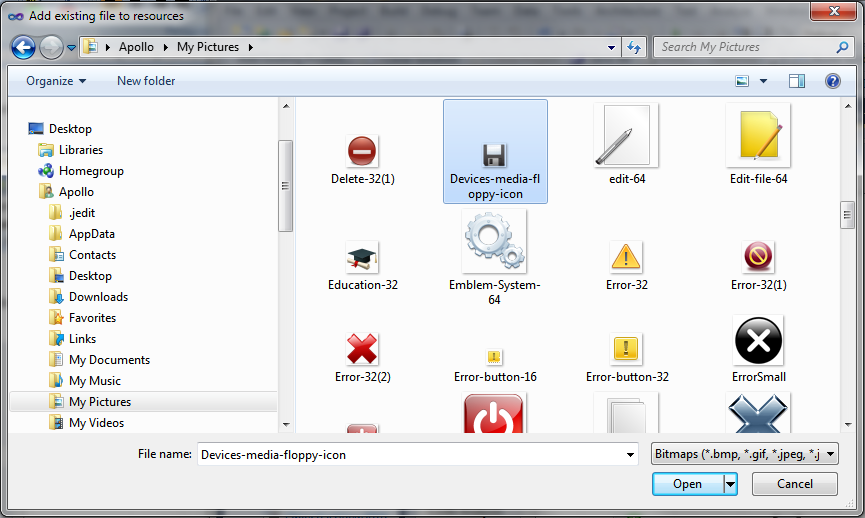 Add existing file to resources
Apollo
My Pictures
Search My Pictures
Organize
New folder
Desktop
Libraries
Homegroup
Apollo
.jedit
AppData
Contacts
Desktop
Downloads
Favorites
Links
My Documents
My Music
My Pictures
My Videos
Delete-32(1)
Devices-media-fl
oppy-icon
edit-64
Edit-file-64
Education-32
Emblem-System-
64
Error-32
Error-32(1)
Error-32(2)
Error-button-16
Error-button-32
ErrorSmall
File name:
Devices-media-floppy-icon
Bitmaps (*.bmp, *.gif, *.jpeg, *.j
Open
Cancel